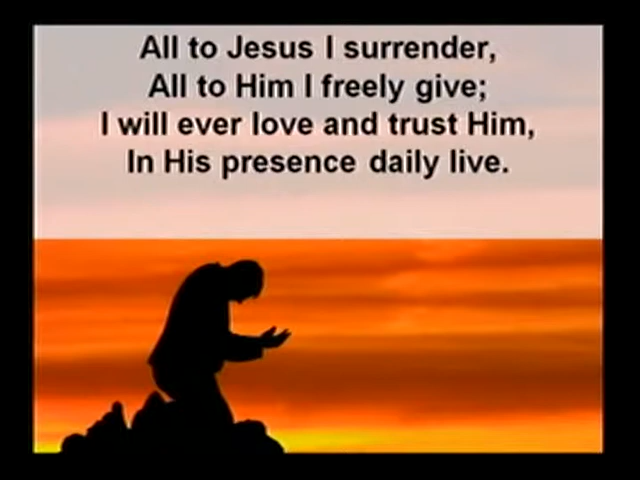 All to Jesus I surrender,
All to Him I freely give;
I will ever love and trust Him,
In His presence daily live.